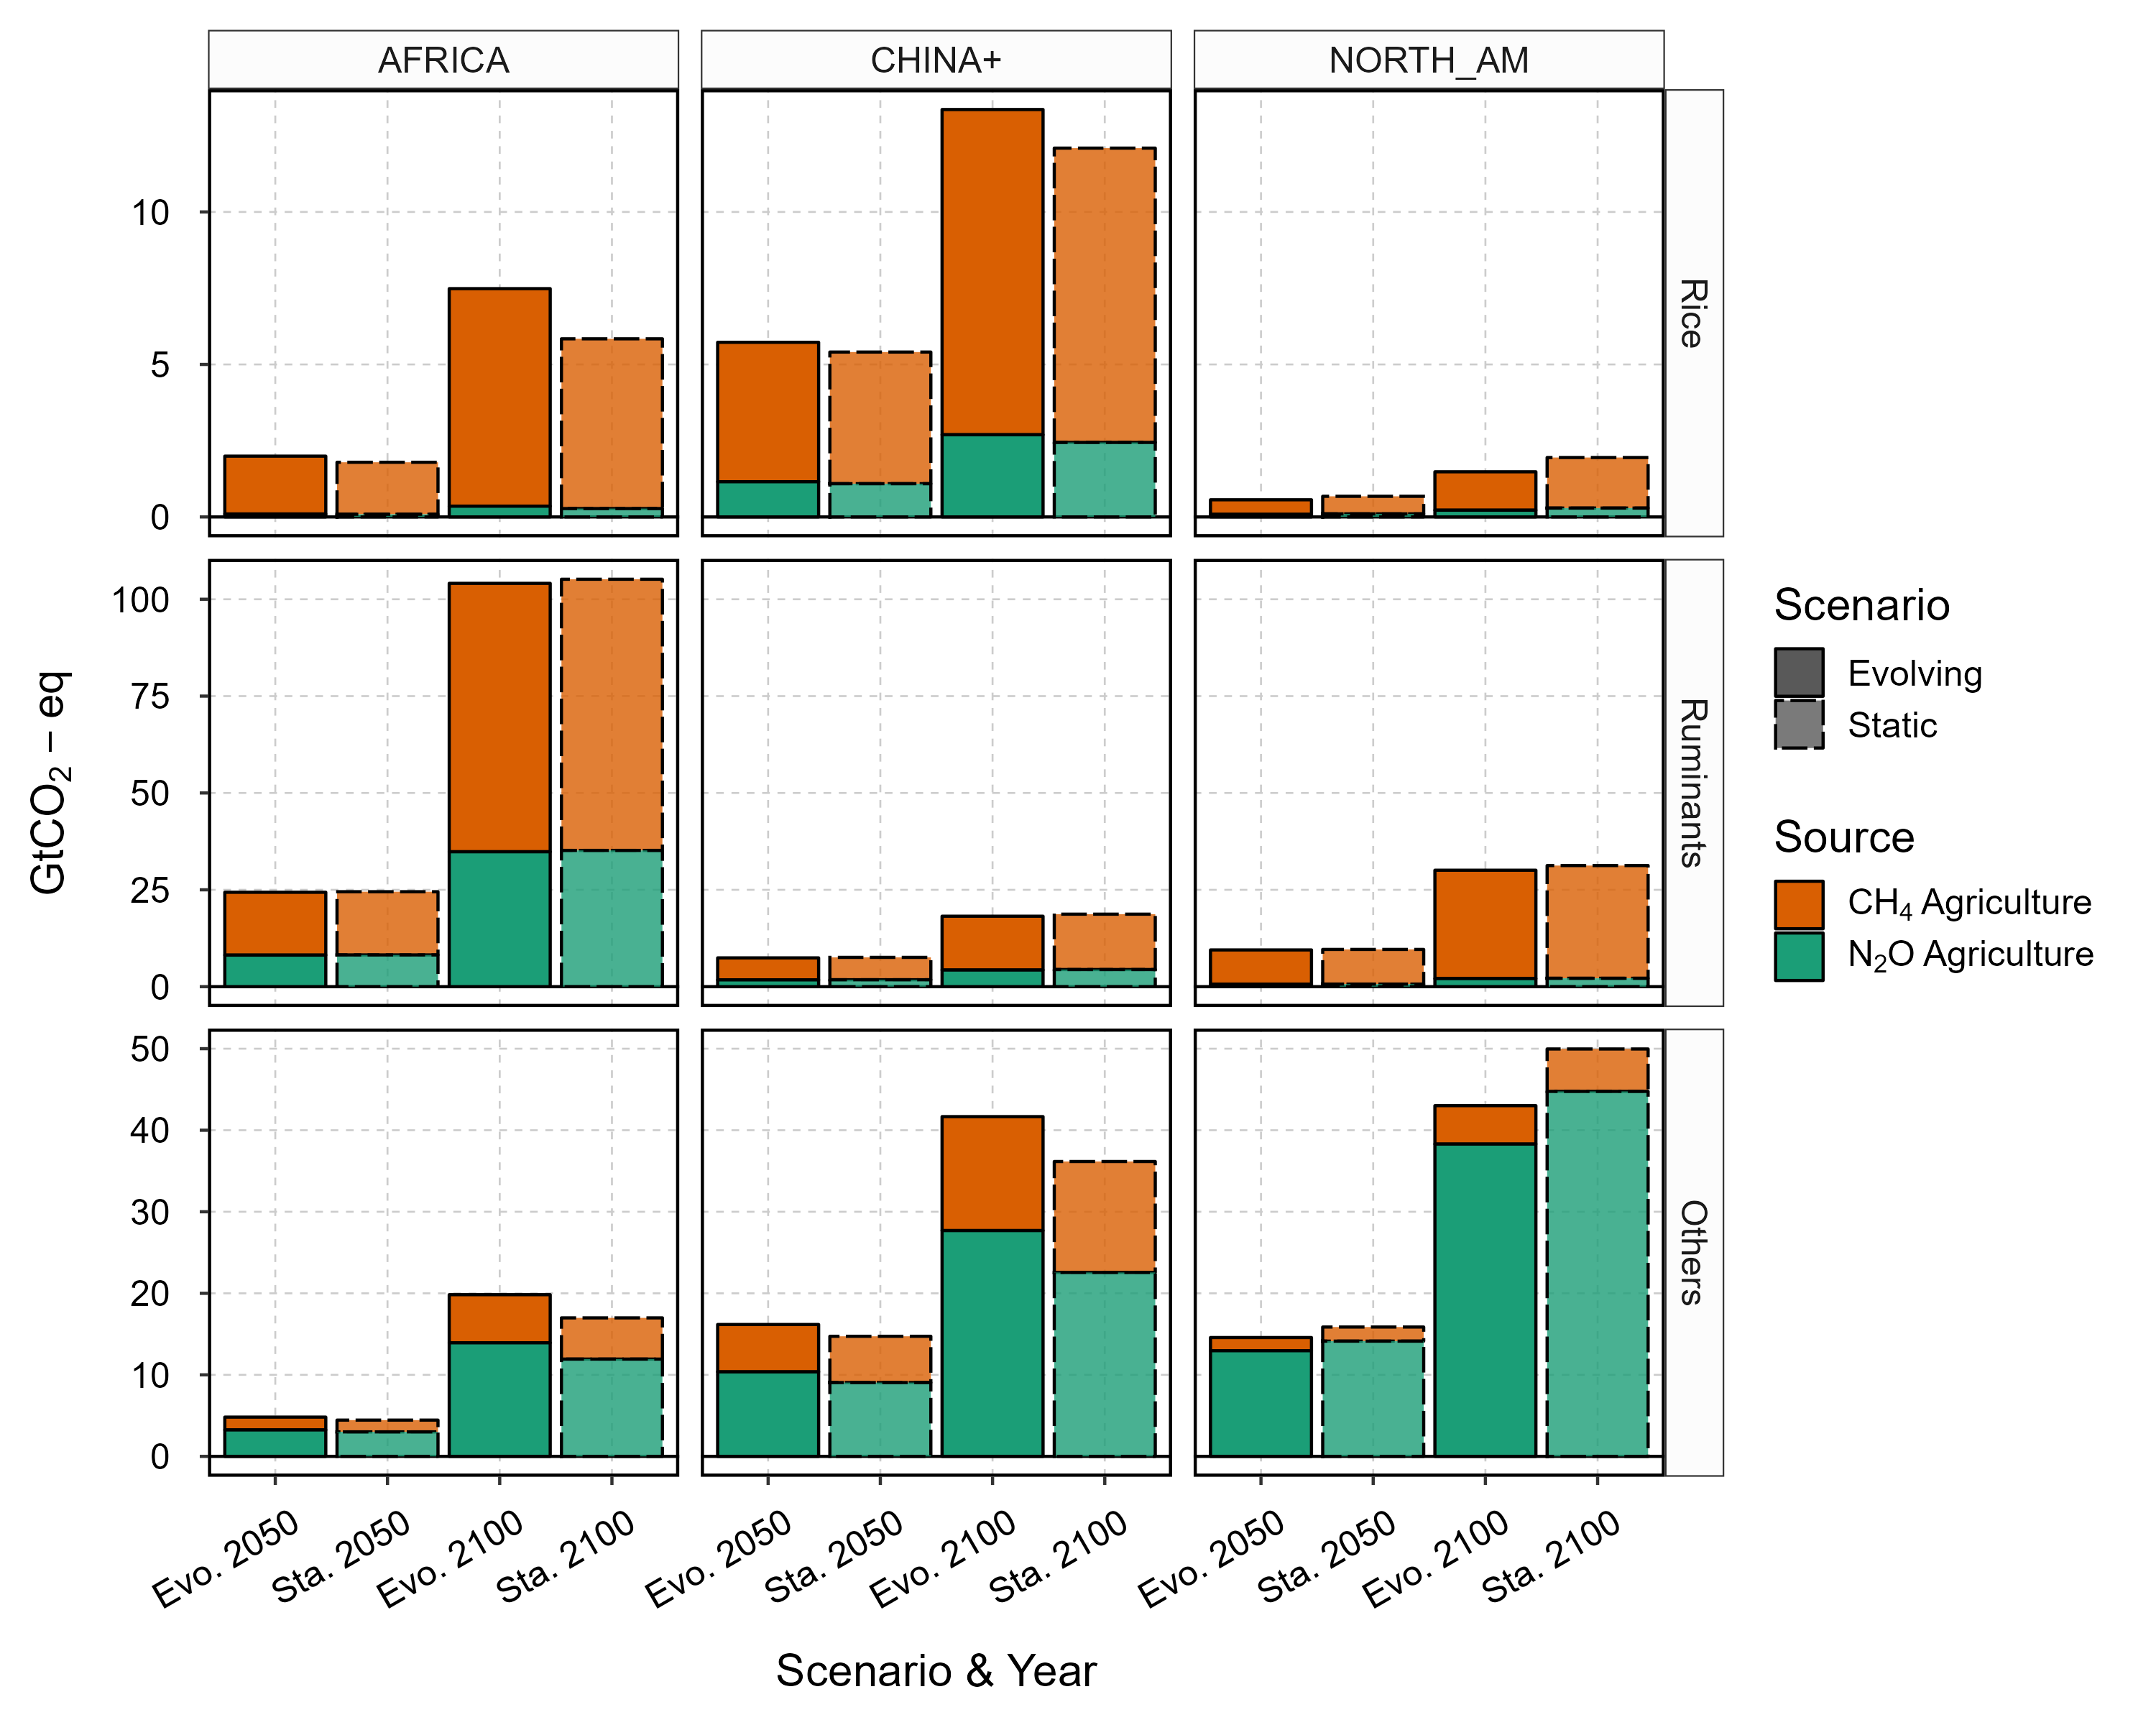 AFRICA
CHINA+
NORTH_AM
10
5
0
Rice
100
75
50
25
0
Ruminants
50
40
30
20
10
0
Others
GtCO₂ – eq
Evo. 2050
Sta. 2050
Evo. 2100
Sta. 2100
Evo. 2050
Sta. 2050
Evo. 2100
Sta. 2100
Evo. 2050
Sta. 2050
Evo. 2100
Sta. 2100
Scenario & Year
Scenario
Evolving
Static
Source
CH₄ Agriculture
N₂O Agriculture